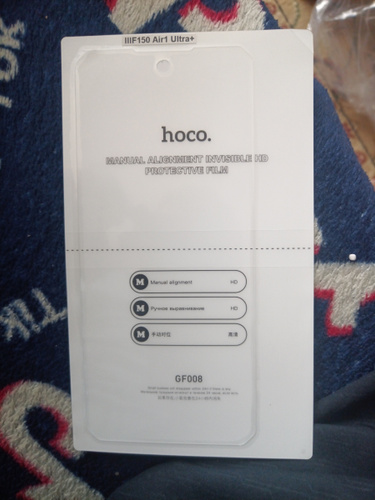 IIIF150 Air1 Ultra+
hoco.
MANUAL ALIGNMENT INVISIBLE HD
PROTECTIVE FILM
M Manual alignment HD
M Ручное выравнивание HD
M 手动对位 高清
GF008
Tik